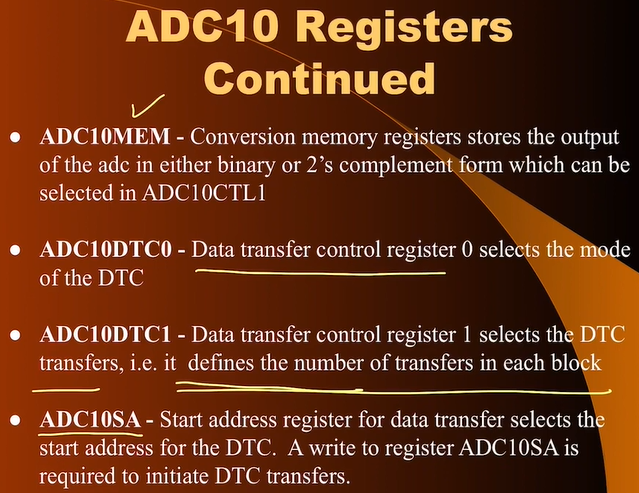 ADC10 Registers
Continued
● ADC10MEM - Conversion memory registers stores the output
of the adc in either binary or 2's complement form which can be
selected in ADC10CTL1
● ADC10DTC0 - Data transfer control register 0 selects the mode
of the DTC
● ADC10DTC1 - Data transfer control register 1 selects the DTC
transfers, i.e. it defines the number of transfers in each block
● ADC10SA - Start address register for data transfer selects the
start address for the DTC. A write to register ADC10SA is
required to initiate DTC transfers.